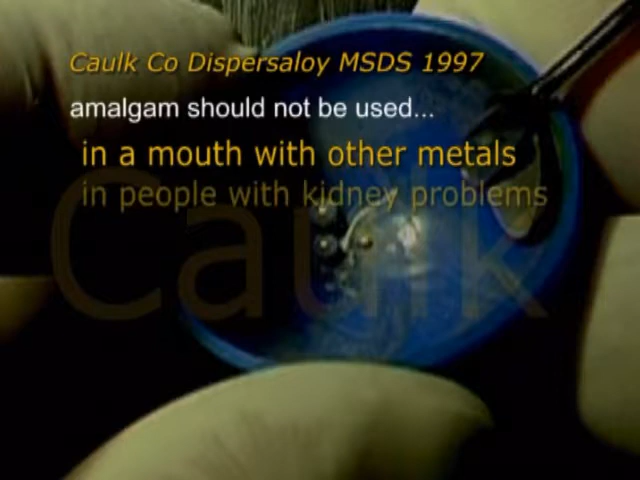 Caulk Co Dispersaloy MSDS 1997
amalgam should not be used...
in a mouth with other metals
in people with kidney problems
Caulk